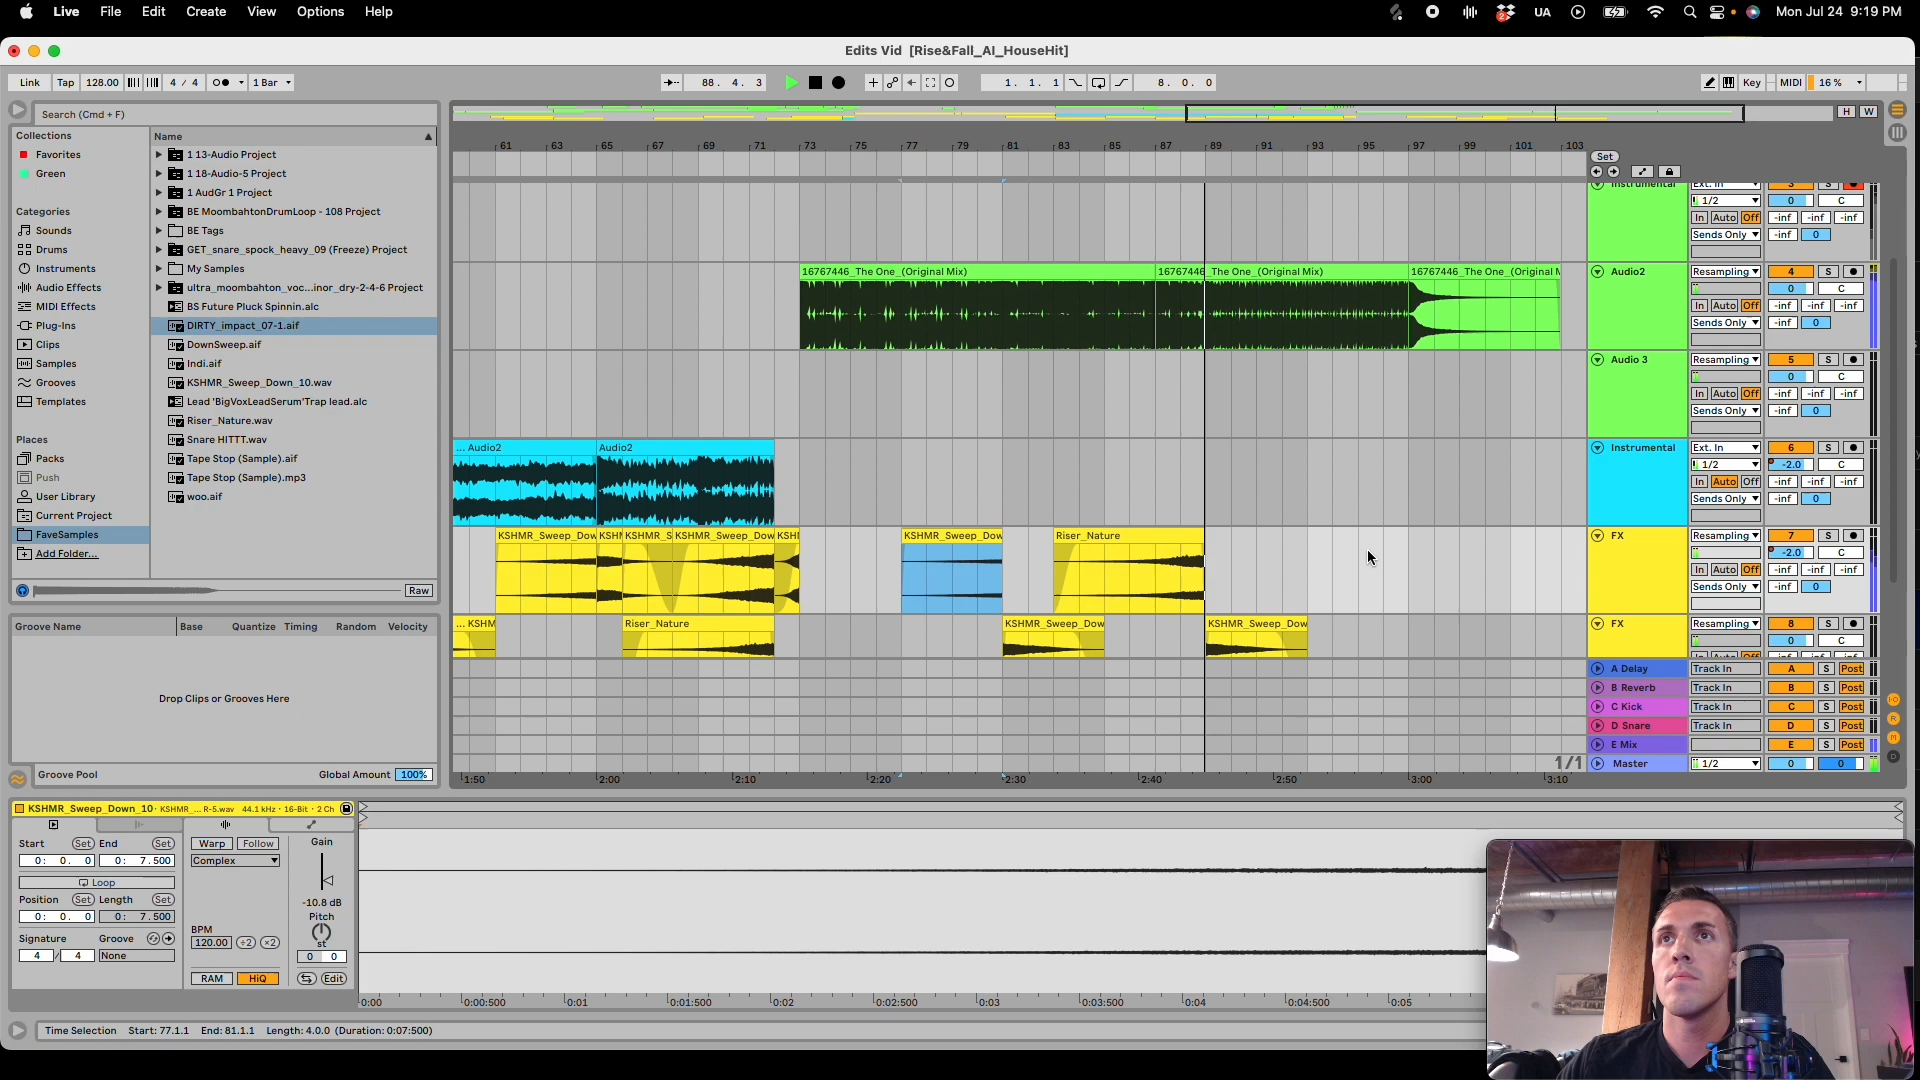 Live File Edit Create View Options Help
UA Mon Jul 24 9:19 PM
Edits Vid [Rise&Fall_AI_HouseHit]
Link Tap 128.00 4 / 4 1 Bar 88. 4. 3 1. 1. 1 8. 0. 0 Key MIDI 16 %
Search (Cmd + F)
H W
Collections
Favorites
Green
Categories
Sounds
Drums
Instruments
Audio Effects
MIDI Effects
Plug-Ins
Clips
Samples
Grooves
Templates
Places
Packs
Push
User Library
Current Project
FaveSamples
Add Folder...
Name
1 13-Audio Project
1 18-Audio-5 Project
1 AudGr 1 Project
BE MoombahtonDrumLoop - 108 Project
BE Tags
GET_snare_spock_heavy_09 (Freeze) Project
My Samples
ultra_moombahton_voc...inor_dry-2-4-6 Project
BS Future Pluck Spinnin.alc
DIRTY_impact_07-1.aif
DownSweep.aif
Indi.aif
KSHMR_Sweep_Down_10.wav
Lead 'BigVoxLeadSerum'Trap lead.alc
Riser_Nature.wav
Snare HITTT.wav
Tape Stop (Sample).aif
Tape Stop (Sample).mp3
woo.aif
Raw
Groove Name Base Quantize Timing Random Velocity
Drop Clips or Grooves Here
Groove Pool Global Amount 100%
61 63 65 67 69 71 73 75 77 79 81 83 85 87 89 91 93 95 97 99 101 103
Set
Instrumental Ext. In 3 S
1/2 0 C
In Auto Off -inf -inf -inf
Sends Only -inf 0
16767446_The One_(Original Mix) 16767446_The One_(Original Mix) 16767446_The One_(Original M
Audio2 Resampling 4 S
0 C
In Auto Off -inf -inf -inf
Sends Only -inf 0
Audio 3 Resampling 5 S
0 C
In Auto Off -inf -inf -inf
Sends Only -inf 0
... Audio2 Audio2
Instrumental Ext. In 6 S
1/2 -2.0 C
In Auto Off -inf -inf -inf
Sends Only -inf 0
KSHMR_Sweep_Dow KSHM KSHMR_S KSHMR_Sweep_Dow KSHM KSHMR_Sweep_Dow Riser_Nature
FX Resampling 7 S
-2.0 C
In Auto Off -inf -inf -inf
Sends Only -inf 0
... KSHM Riser_Nature KSHMR_Sweep_Dow KSHMR_Sweep_Dow
FX Resampling 8 S
0 C
A Delay Track In A S Post
B Reverb Track In B S Post
C Kick Track In C S Post
D Snare Track In D S Post
E Mix E S Post
1/1 Master 1/2 0 0
1:50 2:00 2:10 2:20 2:30 2:40 2:50 3:00 3:10
KSHMR_Sweep_Down_10 KSHMR_... R-5.wav 44.1 kHz · 16-Bit · 2 Ch
Start Set End Set
0: 0. 0 0: 7.500
Loop
Position Set Length Set
0: 0. 0 0: 7.500
Signature Groove
4 / 4 None
Warp Follow
Complex
BPM
120.00 ÷2 ×2
RAM HiQ
Gain
-10.8 dB
Pitch
st
0 0
Edit
0:00 0:00:500 0:01 0:01:500 0:02 0:02:500 0:03 0:03:500 0:04 0:04:500 0:05
Time Selection Start: 77.1.1 End: 81.1.1 Length: 4.0.0 (Duration: 0:07:500)